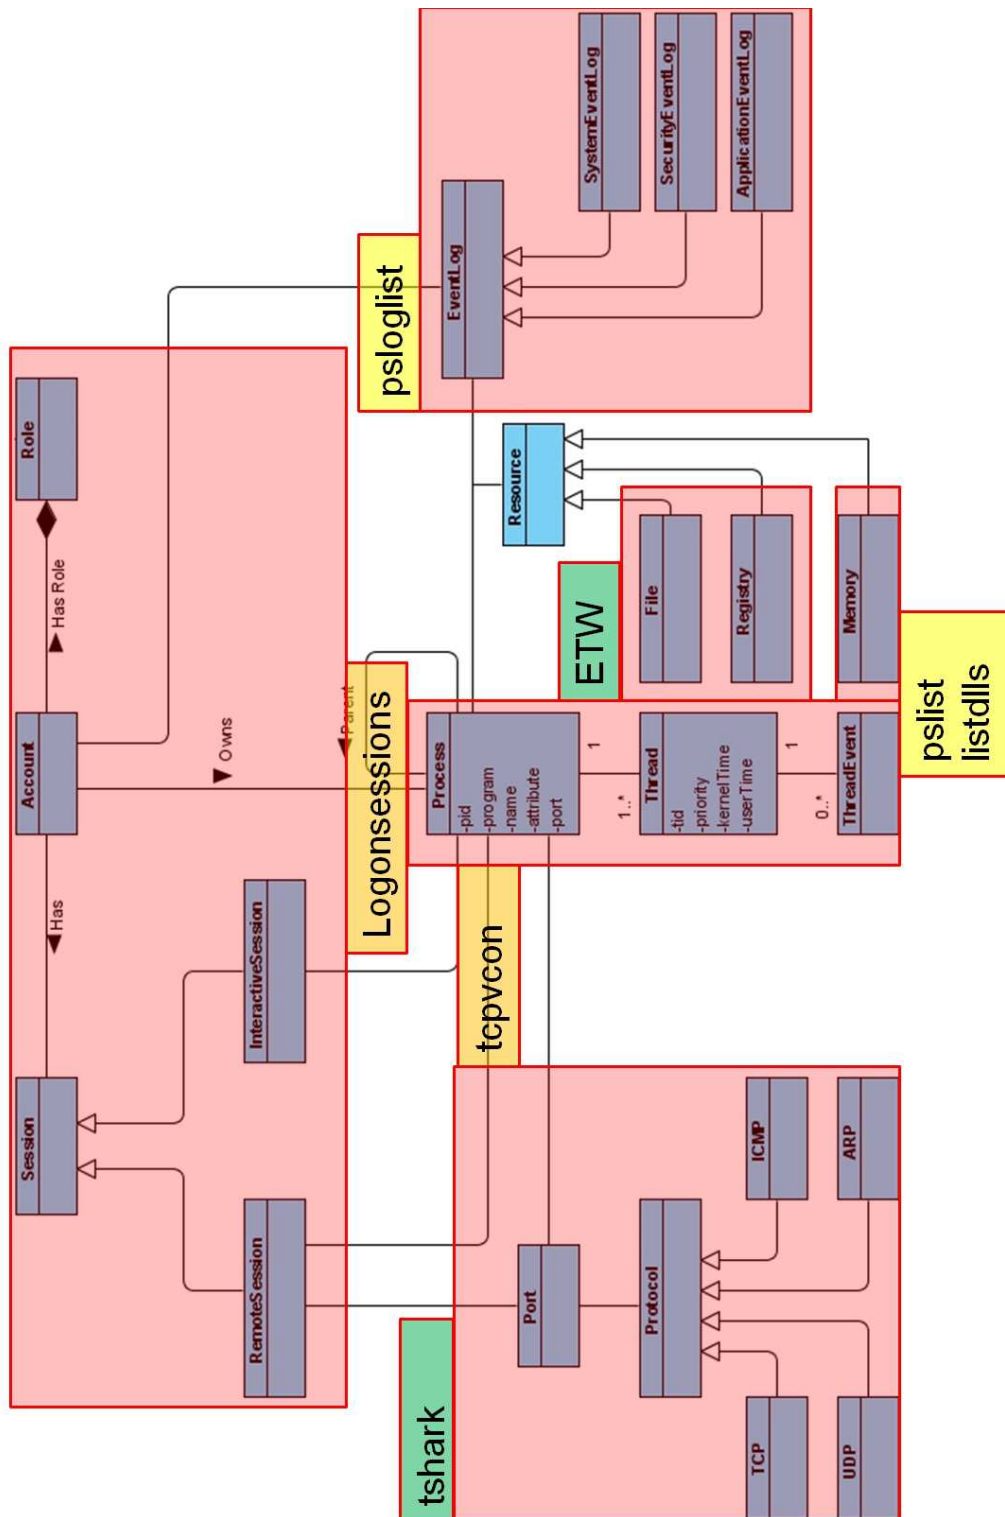 Session
Account
Role
Has
Has Role
Owns
RemoteSession
InteractiveSession
Parent
Logonsessions
psloglist
tshark
Process
-pid
-program
-name
-attribute
-port
EventLog
tcpvcon
Resource
Port
ETW
SystemEventLog
1
1..*
Protocol
Thread
-tid
-priority
-kernelTime
-userTime
File
SecurityEventLog
Registry
ApplicationEventLog
TCP
ICMP
1
0..*
UDP
ARP
ThreadEvent
Memory
pslist
listdlls